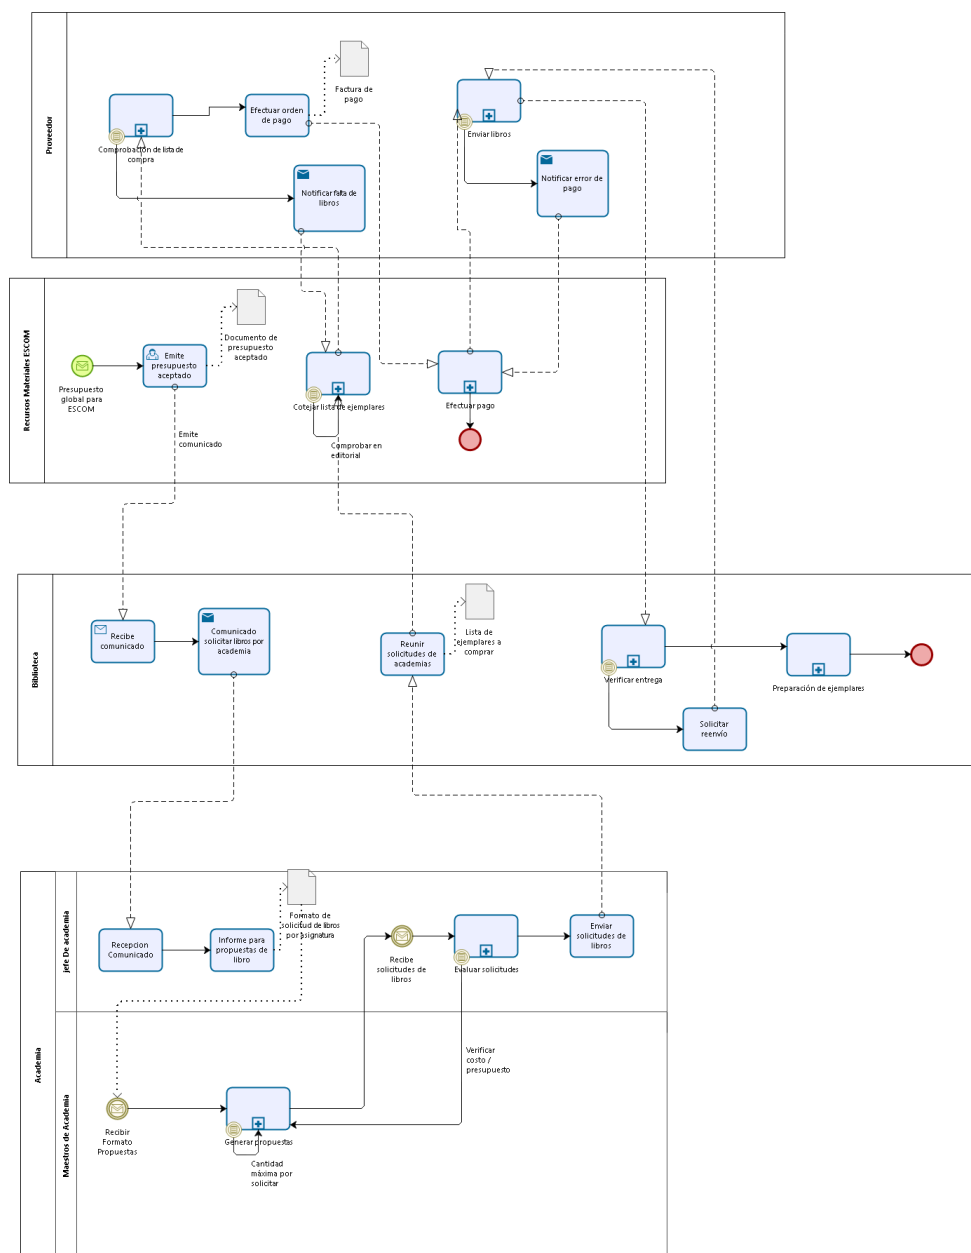 Proveedor
Factura de
pago
Efectuar orden
de pago
Comprobación de lista de
compra
Enviar libros
Notificar falta de
libros
Notificar error de
pago
Recursos Materiales ESCOM
Presupuesto
global para
ESCOM
Emite
presupuesto
aceptado
Documento de
presupuesto
aceptado
Emite
comunicado
Cotejar lista de ejemplares
Comprobar en
editorial
Efectuar pago
Biblioteca
Recibe
comunicado
Comunicado
solicitar libros por
academia
Reunir
solicitudes de
academias
Lista de
ejemplares a
comprar
Verificar entrega
Solicitar
reenvío
Preparación de ejemplares
Academia
jefe De academia
Recepcion
Comunicado
Informe para
propuestas de
libro
Formato de
solicitud de libros
por asignatura
Recibe
solicitudes de
libros
Evaluar solicitudes
Enviar
solicitudes de
libros
Maestros de Academia
Recibir
Formato
Propuestas
Generar propuestas
Cantidad
máxima por
solicitar
Verificar
costo /
presupuesto